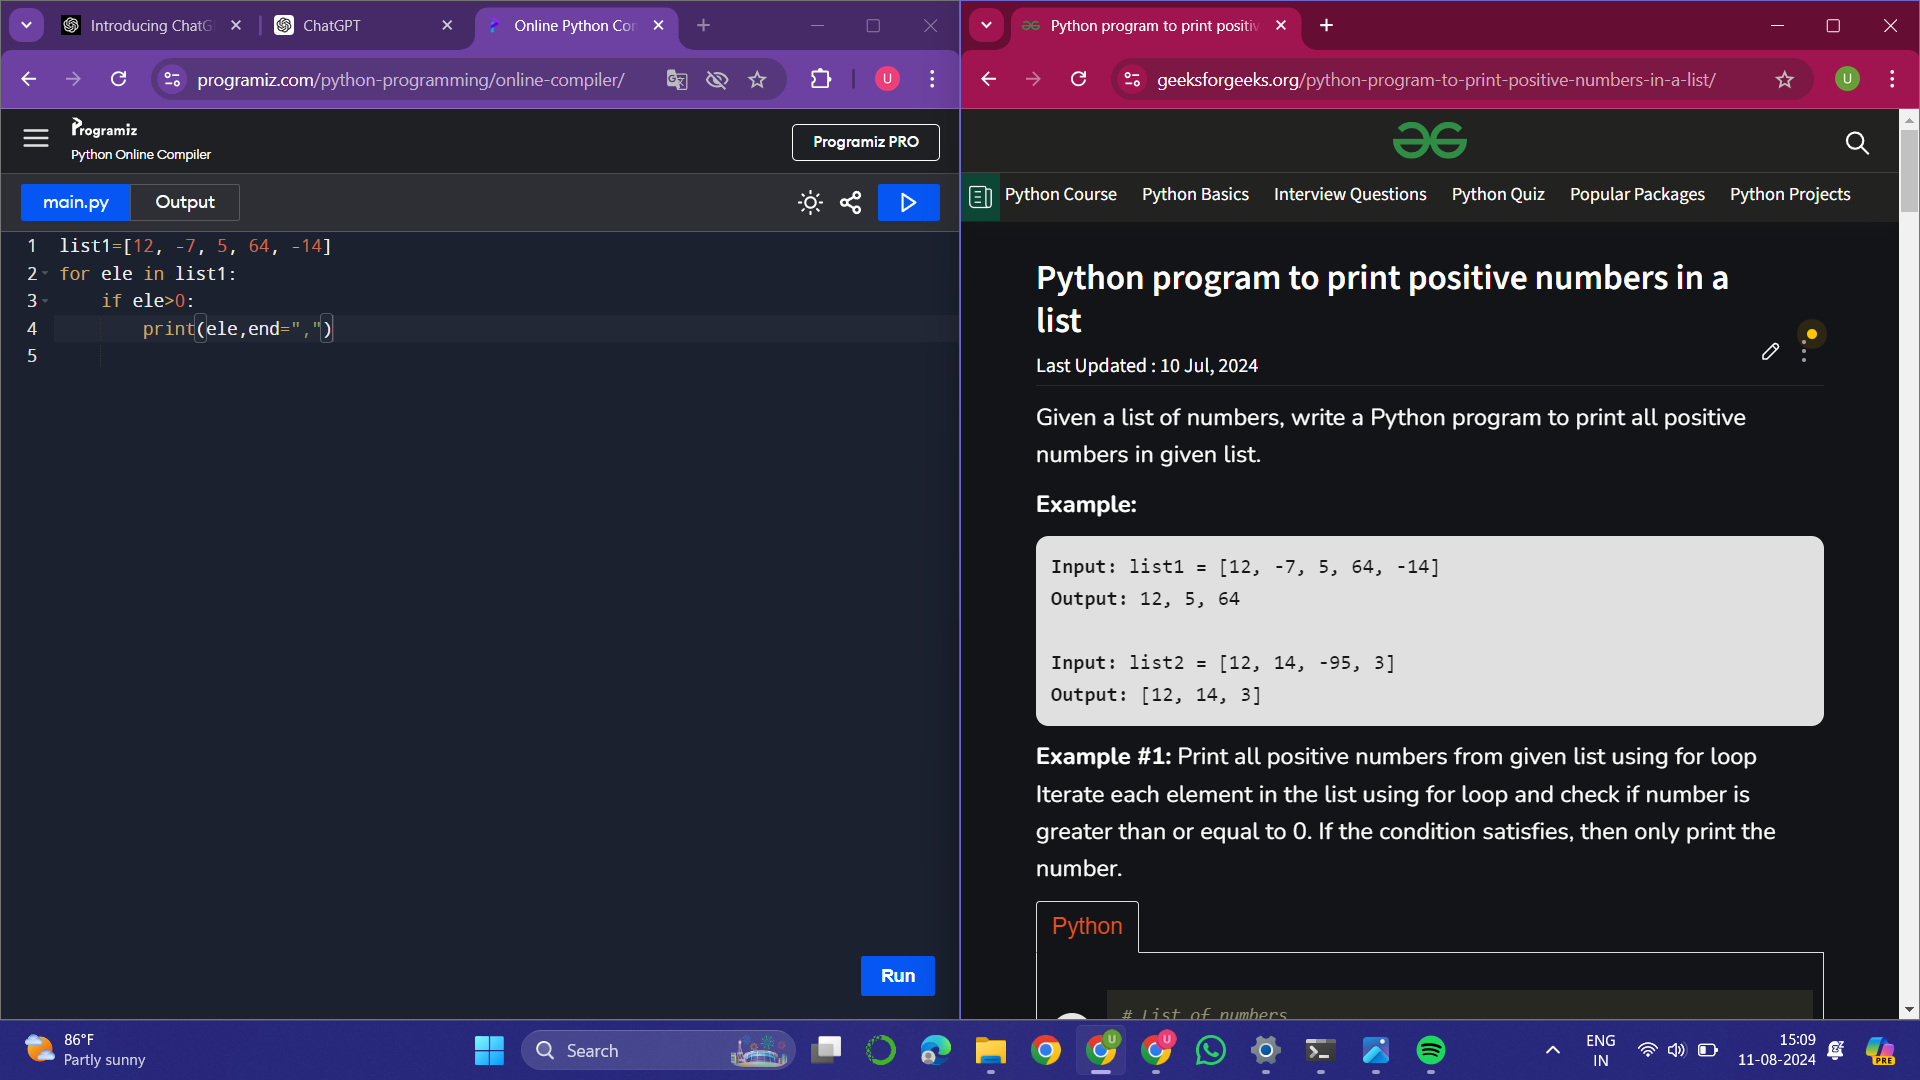 Introducing ChatG
ChatGPT
Online Python Con
programiz.com/python-programming/online-compiler/
U
Programiz
Python Online Compiler
Programiz PRO
main.py
Output
1 list1=[12, -7, 5, 64, -14]
2 for ele in list1:
3 if ele>0:
4 print(ele,end=",")
5
Run
Python program to print positiv
geeksforgeeks.org/python-program-to-print-positive-numbers-in-a-list/
U
Python Course
Python Basics
Interview Questions
Python Quiz
Popular Packages
Python Projects
Python program to print positive numbers in a
list
Last Updated : 10 Jul, 2024
Given a list of numbers, write a Python program to print all positive
numbers in given list.
Example:
Input: list1 = [12, -7, 5, 64, -14]
Output: 12, 5, 64
Input: list2 = [12, 14, -95, 3]
Output: [12, 14, 3]
Example #1: Print all positive numbers from given list using for loop
Iterate each element in the list using for loop and check if number is
greater than or equal to 0. If the condition satisfies, then only print the
number.
Python
# List of numbers
86°F
Partly sunny
Search
U
U
ENG
IN
15:09
11-08-2024
PRE